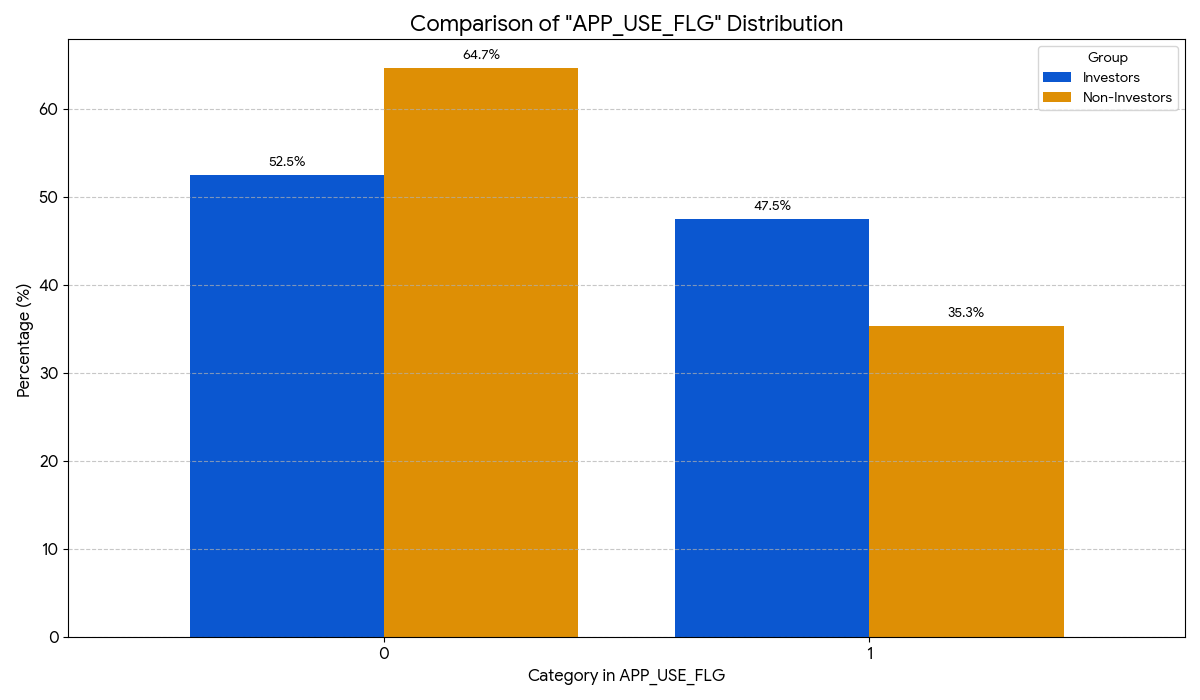 Comparison of "APP_USE_FLG" Distribution
64.7%
52.5%
47.5%
35.3%
Group
Investors
Non-Investors
Percentage (%)
60
50
40
30
20
10
0
0
1
Category in APP_USE_FLG